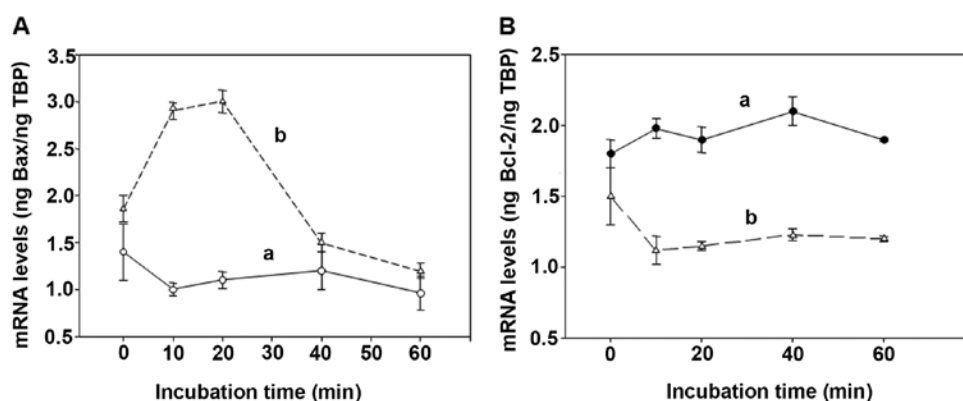 A
mRNA levels (ng Bax/ng TBP)
3.5
3.0
2.5
2.0
1.5
1.0
0.5
b
a
0 10 20 30 40 60
Incubation time (min)
B
mRNA levels (ng Bcl-2/ng TBP)
2.5
2.0
1.5
1.0
0.5
a
b
0 20 40 60
Incubation time (min)